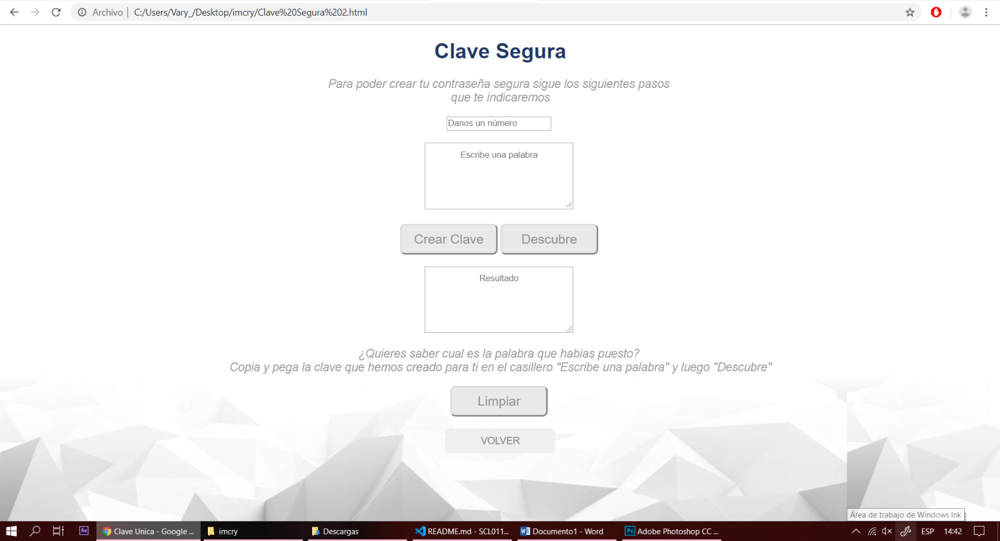 Archivo | C:/Users/Vary_/Desktop/imcry/Clave%20Segura%202.html
Clave Segura
Para poder crear tu contraseña segura sigue los siguientes pasos
que te indicaremos
Danos un número
Escribe una palabra
Crear Clave Descubre
Resultado
¿Quieres saber cual es la palabra que habias puesto?
Copia y pega la clave que hemos creado para ti en el casillero "Escribe una palabra" y luego "Descubre"
Limpiar
VOLVER
Área de trabajo de Windows Ink
Ae Clave Unica - Google ... imcry Descargas README.md - SCL011... Documento1 - Word Ps Adobe Photoshop CC ... ESP 14:42